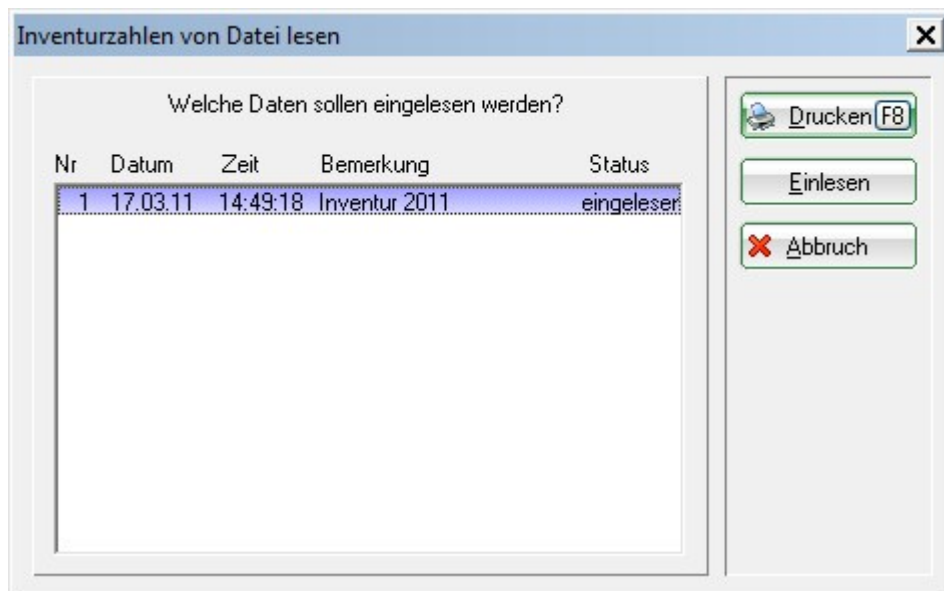 Inventurzahlen von Datei lesen
Welche Daten sollen eingelesen werden?
Nr Datum Zeit Bemerkung Status
1 17.03.11 14:49:18 Inventur 2011 eingelesen
Drucken F8
Einlesen
Abbruch